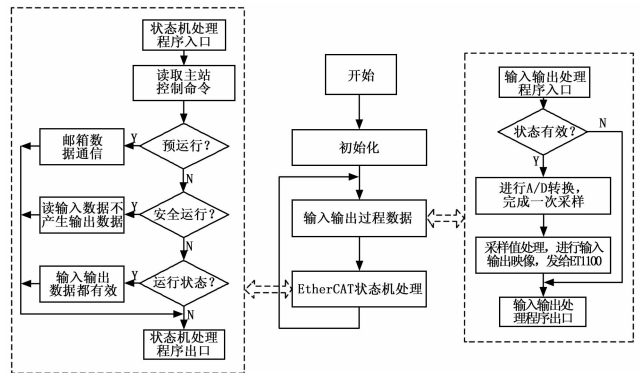 状态机处理
程序入口
读取主站
控制命令
预运行?
Y
N
邮箱数
据通信
安全运行?
Y
N
读输入数据不
产生输出数据
运行状态?
Y
N
输入输出
数据都有效
状态机处理
程序出口
开始
初始化
输入输出过程数据
EtherCAT状态机处理
输入输出处理
程序入口
状态有效?
N
Y
进行A/D转换,
完成一次采样
采样值处理,进行输入
输出映像,发给ET1100
输入输出处
理程序出口